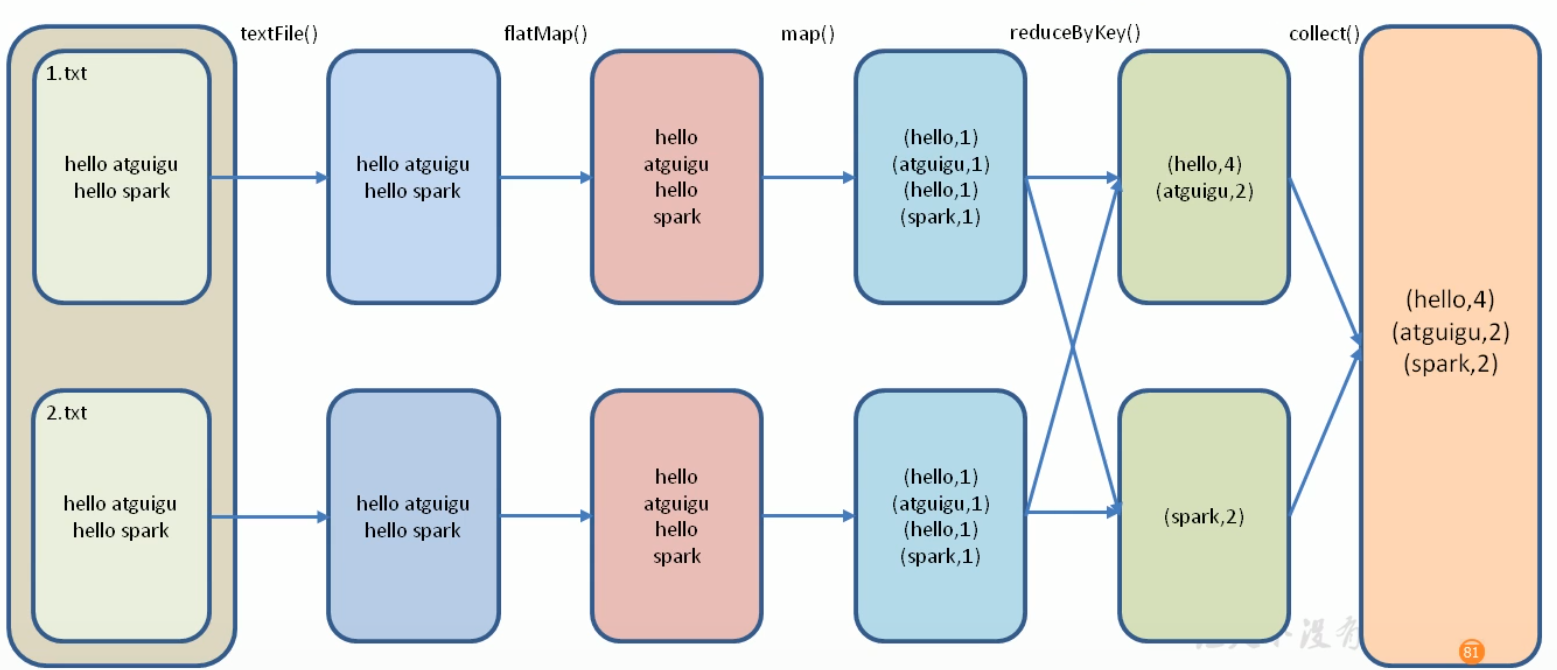 textFile()
flatMap()
map()
reduceByKey()
collect()
1.txt
hello atguigu
hello spark
hello atguigu
hello spark
hello
atguigu
hello
spark
(hello,1)
(atguigu,1)
(hello,1)
(spark,1)
(hello,4)
(atguigu,2)
(hello,4)
(atguigu,2)
(spark,2)
2.txt
hello atguigu
hello spark
hello atguigu
hello spark
hello
atguigu
hello
spark
(hello,1)
(atguigu,1)
(hello,1)
(spark,1)
(spark,2)
81